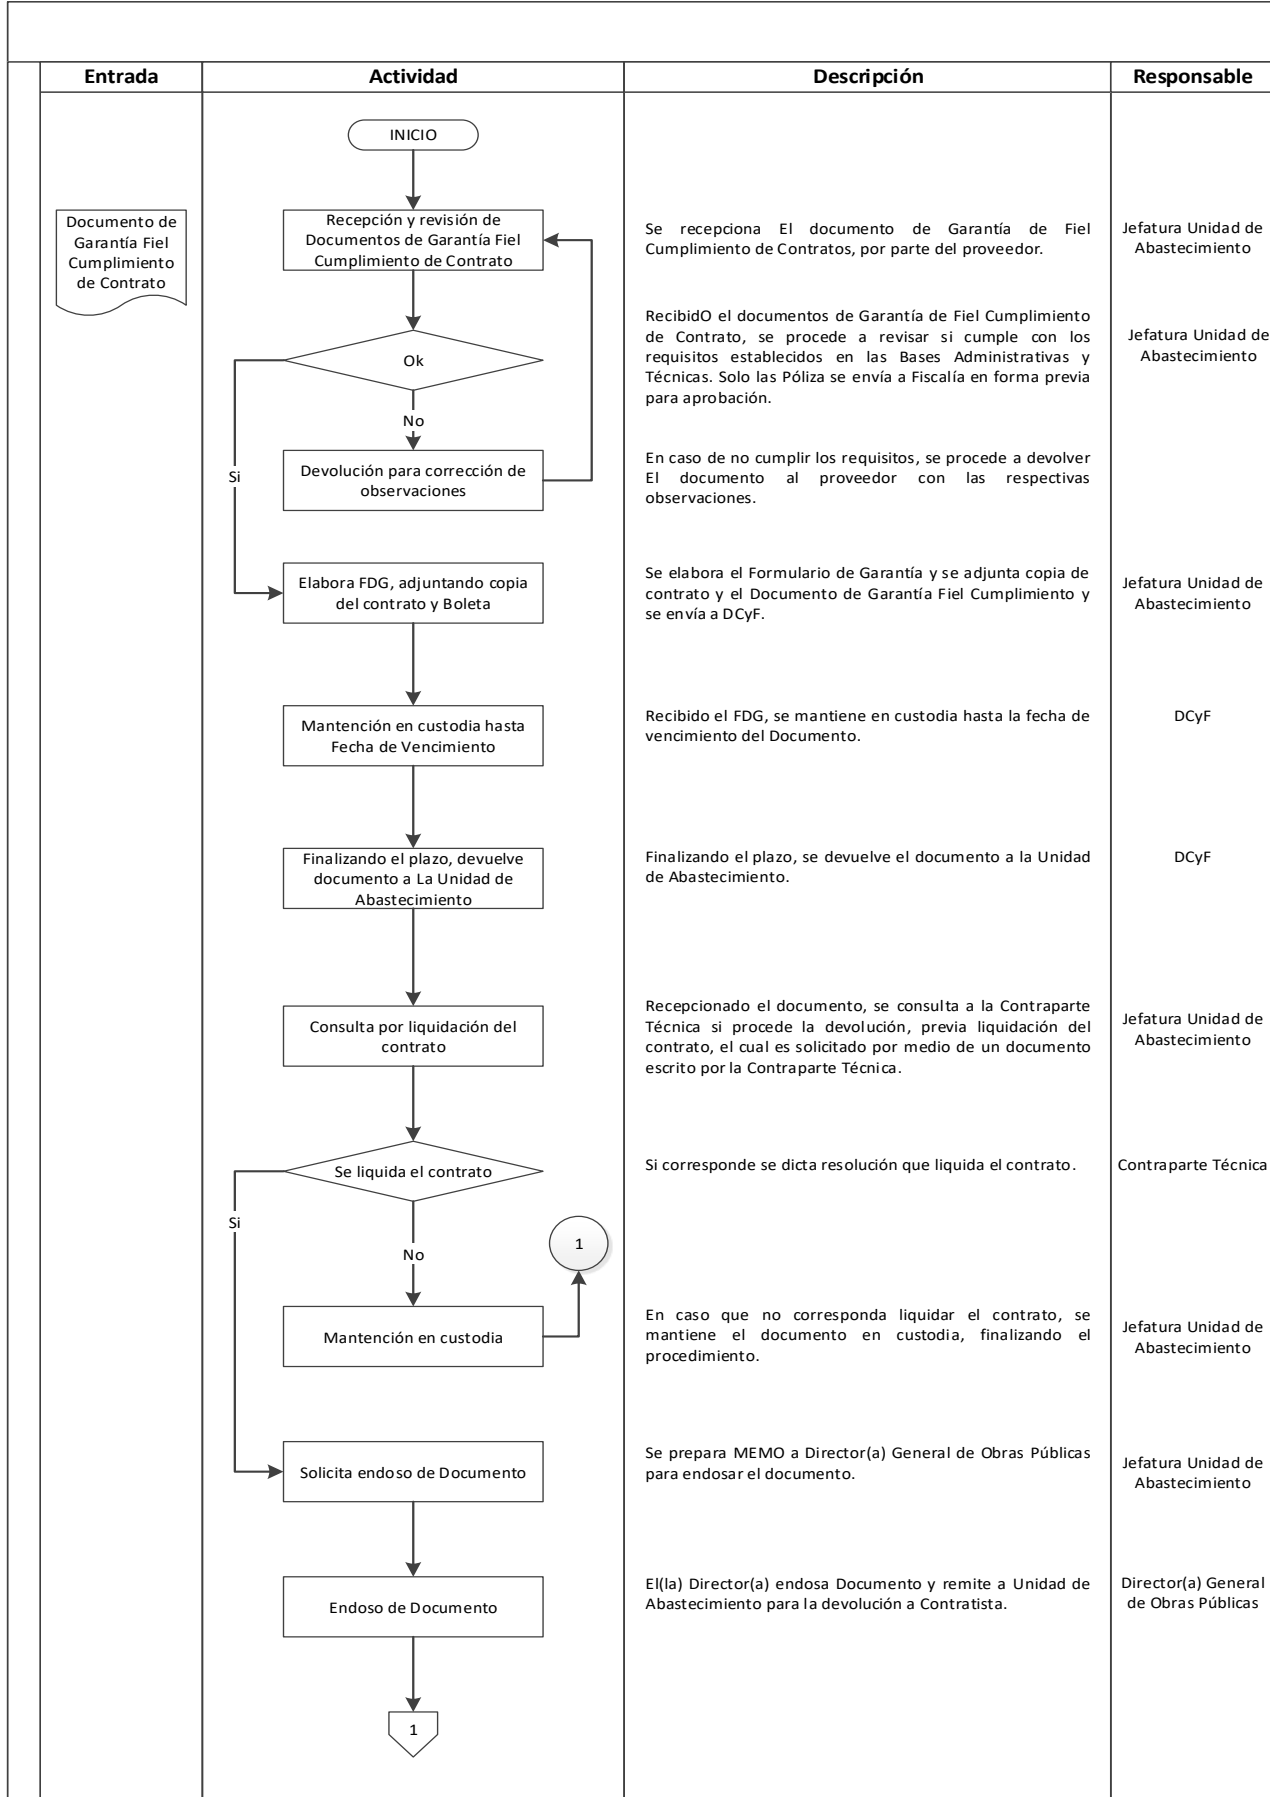 Entrada
Actividad
Descripción
Responsable
INICIO
Documento de
Garantía Fiel
Cumplimiento
de Contrato
Recepción y revisión de
Documentos de Garantía Fiel
Cumplimiento de Contrato
Se recepciona El documento de Garantía de Fiel
Cumplimiento de Contratos, por parte del proveedor.
Jefatura Unidad de
Abastecimiento
Ok
RecibidO el documentos de Garantía de Fiel Cumplimiento
de Contrato, se procede a revisar si cumple con los
requisitos establecidos en las Bases Administrativas y
Técnicas. Solo las Póliza se envía a Fiscalía en forma previa
para aprobación.
Jefatura Unidad de
Abastecimiento
No
Si
Devolución para corrección de
observaciones
En caso de no cumplir los requisitos, se procede a devolver
El documento al proveedor con las respectivas
observaciones.
Elabora FDG, adjuntando copia
del contrato y Boleta
Se elabora el Formulario de Garantía y se adjunta copia de
contrato y el Documento de Garantía Fiel Cumplimiento y
se envía a DCyF.
Jefatura Unidad de
Abastecimiento
Mantención en custodia hasta
Fecha de Vencimiento
Recibido el FDG, se mantiene en custodia hasta la fecha de
vencimiento del Documento.
DCyF
Finalizando el plazo, devuelve
documento a La Unidad de
Abastecimiento
Finalizando el plazo, se devuelve el documento a la Unidad
de Abastecimiento.
DCyF
Consulta por liquidación del
contrato
Recepcionado el documento, se consulta a la Contraparte
Técnica si procede la devolución, previa liquidación del
contrato, el cual es solicitado por medio de un documento
escrito por la Contraparte Técnica.
Jefatura Unidad de
Abastecimiento
Se liquida el contrato
Si corresponde se dicta resolución que liquida el contrato.
Contraparte Técnica
Si
No
1
Mantención en custodia
En caso que no corresponda liquidar el contrato, se
mantiene el documento en custodia, finalizando el
procedimiento.
Jefatura Unidad de
Abastecimiento
Solicita endoso de Documento
Se prepara MEMO a Director(a) General de Obras Públicas
para endosar el documento.
Jefatura Unidad de
Abastecimiento
Endoso de Documento
El(la) Director(a) endosa Documento y remite a Unidad de
Abastecimiento para la devolución a Contratista.
Director(a) General
de Obras Públicas
1